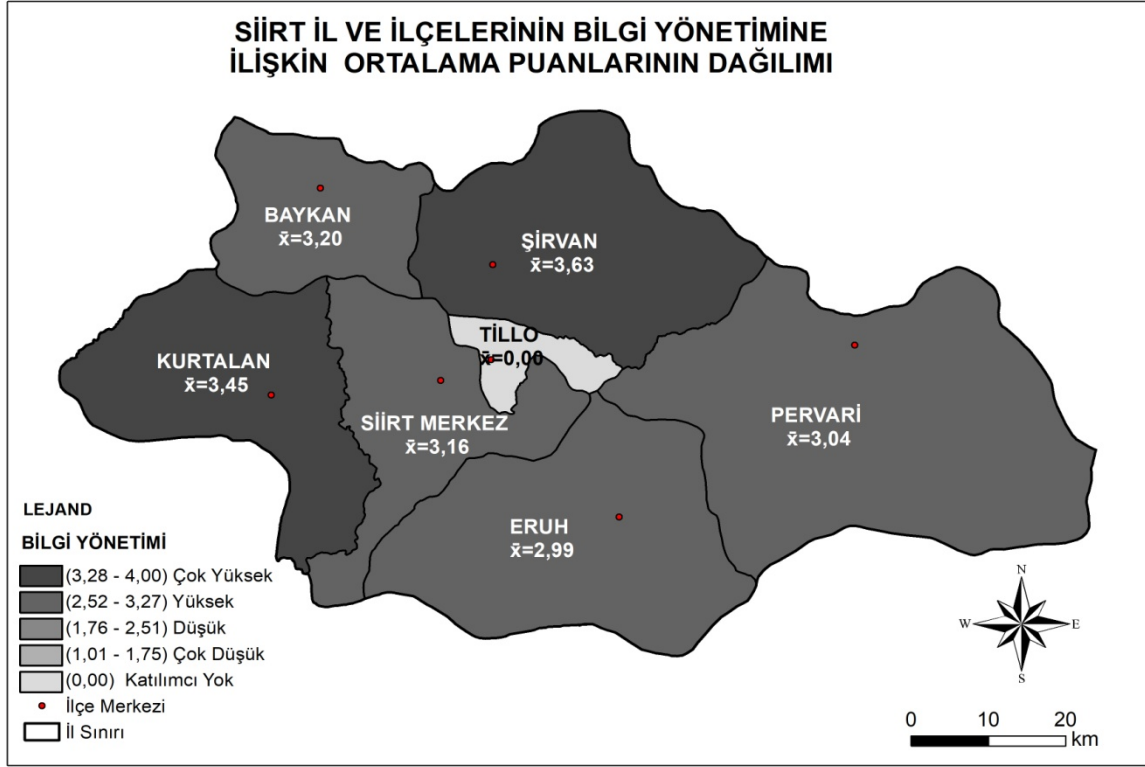 SİİRT İL VE İLÇELERİNİN BİLGİ YÖNETİMİNE
İLİŞKİN ORTALAMA PUANLARININ DAĞILIMI
BAYKAN
x̄=3,20
ŞİRVAN
x̄=3,63
TİLLO
x̄=0,00
KURTALAN
x̄=3,45
SİİRT MERKEZ
x̄=3,16
PERVARİ
x̄=3,04
ERUH
x̄=2,99
LEJAND
BİLGİ YÖNETİMİ
(3,28 - 4,00) Çok Yüksek
(2,52 - 3,27) Yüksek
(1,76 - 2,51) Düşük
(1,01 - 1,75) Çok Düşük
(0,00) Katılımcı Yok
İlçe Merkezi
İl Sınırı
N
W E
S
0 10 20
km